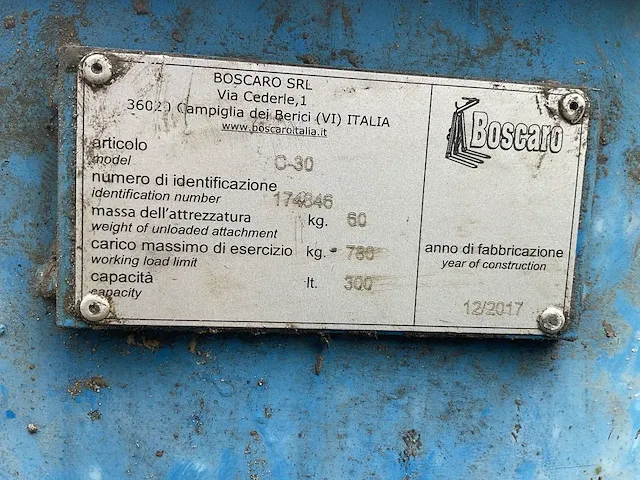 BOSCARO SRL
Via Cederle,1
36020 Campiglia dei Berici (VI) ITALIA
www.boscaroitalia.it
Boscaro
articolo
model C-30
numero di identificazione
identification number 174646
massa dell'attrezzatura kg. 60
weight of unloaded attachment
carico massimo di esercizio kg. 780
working load limit
capacità lt. 300
capacity
anno di fabbricazione
year of construction
12/2017